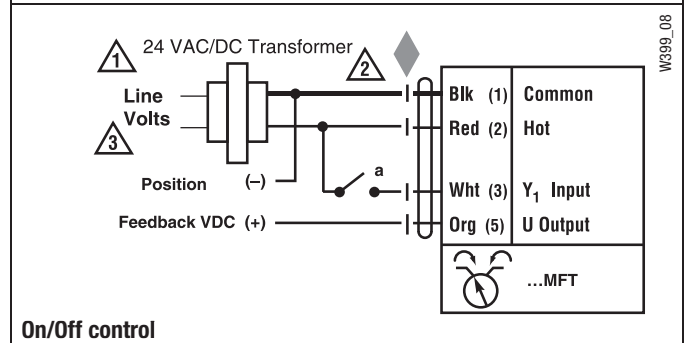 W399_08
1 24 VAC/DC Transformer 2
Line
Volts
3
Blk (1) Common
Red (2) Hot
a
Position (–)
Wht (3) Y₁ Input
Feedback VDC (+)
Org (5) U Output
...MFT
On/Off control